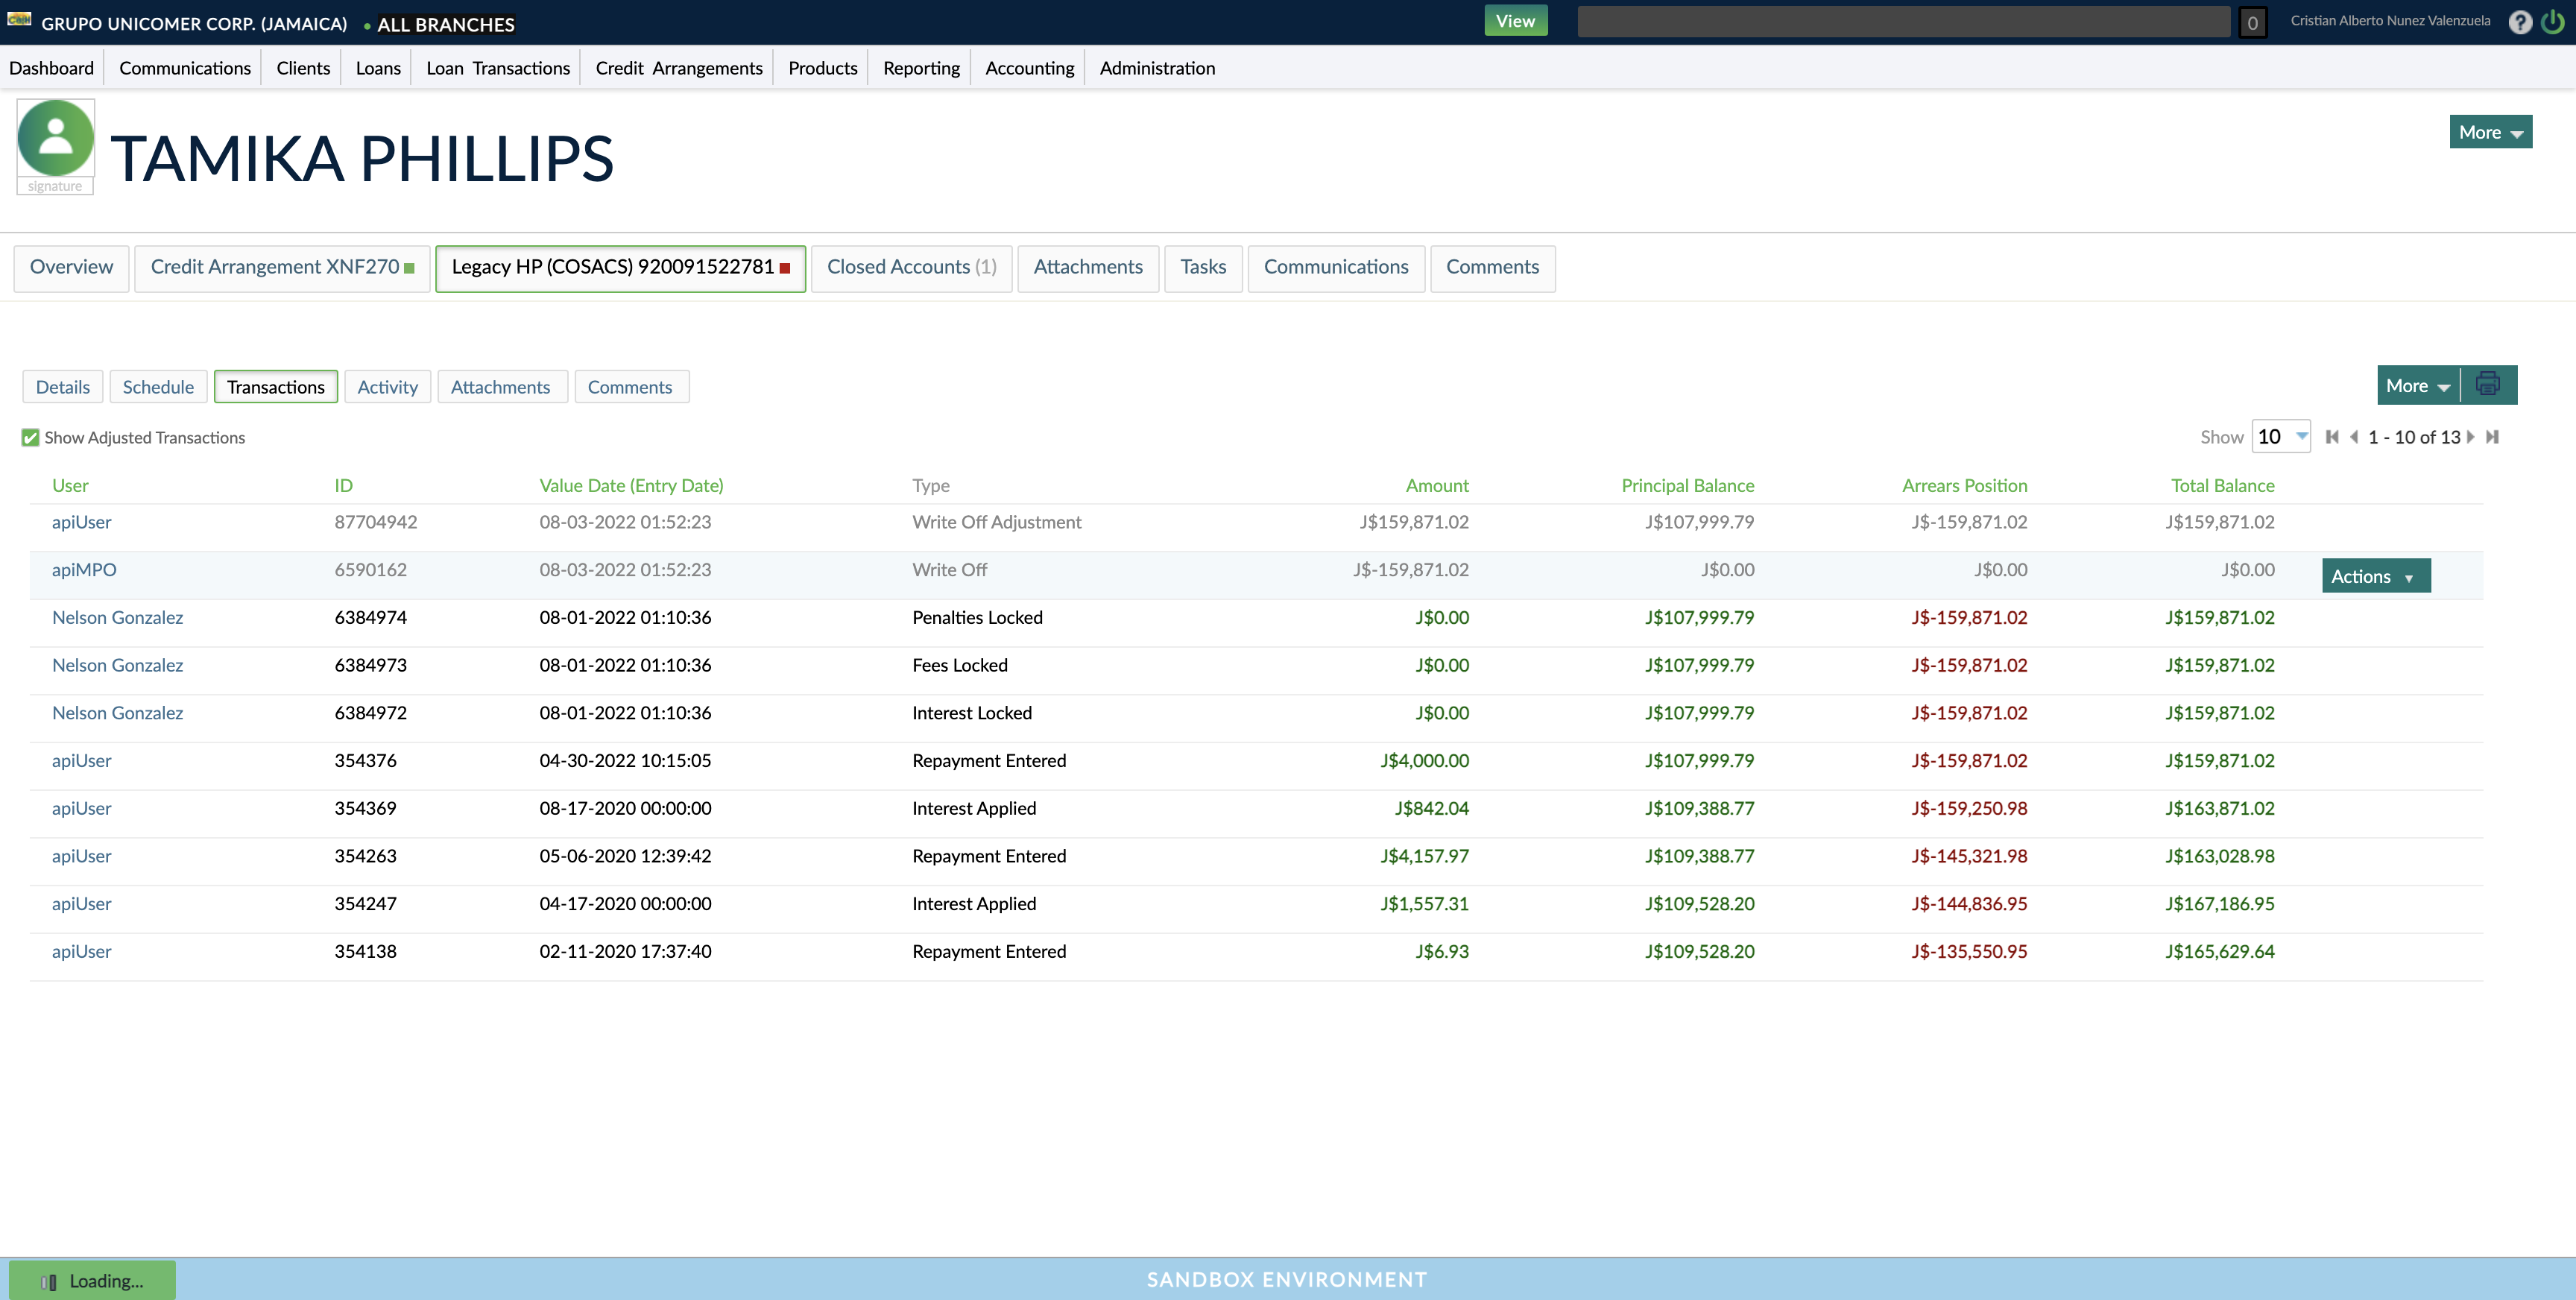 GRUPO UNICOMER CORP. (JAMAICA) • ALL BRANCHES View 0 Cristian Alberto Nunez Valenzuela ?
Dashboard Communications Clients Loans Loan Transactions Credit Arrangements Products Reporting Accounting Administration
signature
TAMIKA PHILLIPS
More
Overview Credit Arrangement XNF270 Legacy HP (COSACS) 920091522781 Closed Accounts (1) Attachments Tasks Communications Comments
Details Schedule Transactions Activity Attachments Comments More
Show Adjusted Transactions Show 10 1 - 10 of 13
User ID Value Date (Entry Date) Type Amount Principal Balance Arrears Position Total Balance
apiUser 87704942 08-03-2022 01:52:23 Write Off Adjustment J$159,871.02 J$107,999.79 J$-159,871.02 J$159,871.02
apiMPO 6590162 08-03-2022 01:52:23 Write Off J$-159,871.02 J$0.00 J$0.00 J$0.00 Actions
Nelson Gonzalez 6384974 08-01-2022 01:10:36 Penalties Locked J$0.00 J$107,999.79 J$-159,871.02 J$159,871.02
Nelson Gonzalez 6384973 08-01-2022 01:10:36 Fees Locked J$0.00 J$107,999.79 J$-159,871.02 J$159,871.02
Nelson Gonzalez 6384972 08-01-2022 01:10:36 Interest Locked J$0.00 J$107,999.79 J$-159,871.02 J$159,871.02
apiUser 354376 04-30-2022 10:15:05 Repayment Entered J$4,000.00 J$107,999.79 J$-159,871.02 J$159,871.02
apiUser 354369 08-17-2020 00:00:00 Interest Applied J$842.04 J$109,388.77 J$-159,250.98 J$163,871.02
apiUser 354263 05-06-2020 12:39:42 Repayment Entered J$4,157.97 J$109,388.77 J$-145,321.98 J$163,028.98
apiUser 354247 04-17-2020 00:00:00 Interest Applied J$1,557.31 J$109,528.20 J$-144,836.95 J$167,186.95
apiUser 354138 02-11-2020 17:37:40 Repayment Entered J$6.93 J$109,528.20 J$-135,550.95 J$165,629.64
Loading... SANDBOX ENVIRONMENT